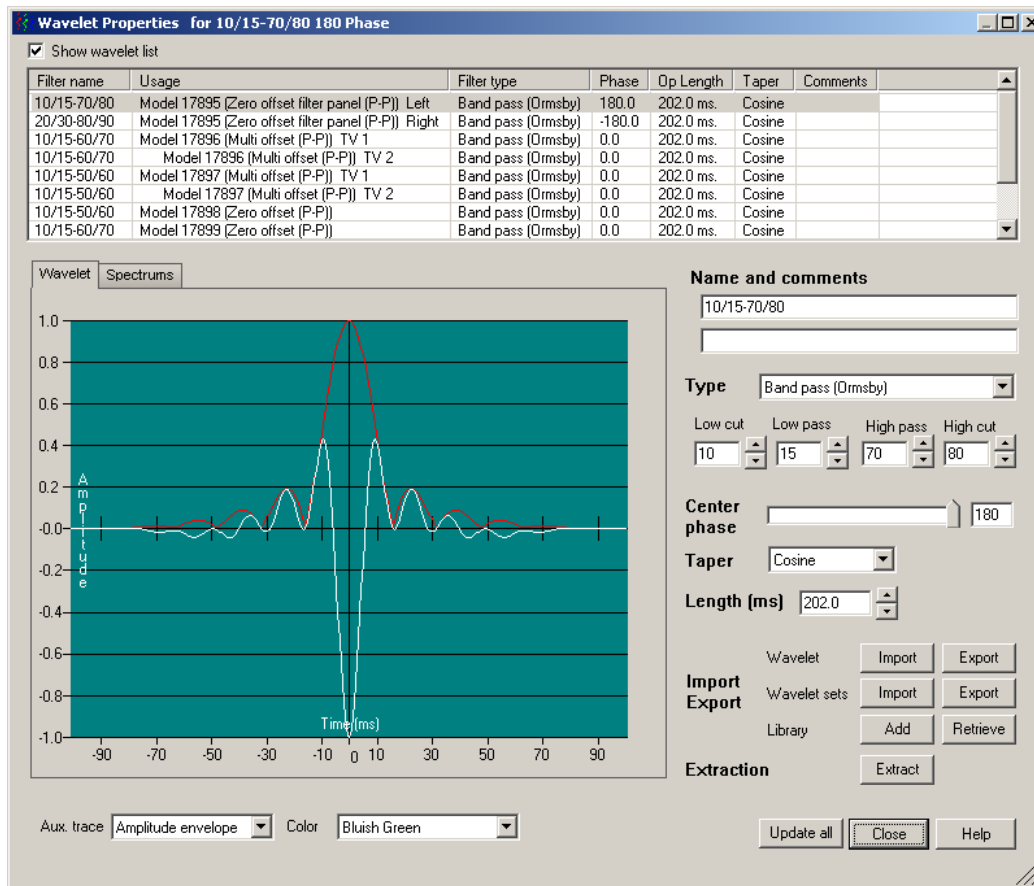 Wavelet Properties for 10/15-70/80 180 Phase
Show wavelet list
Filter name Usage Filter type Phase Op Length Taper Comments
10/15-70/80 Model 17895 (Zero offset filter panel (P-P)) Left Band pass (Ormsby) 180.0 202.0 ms. Cosine
20/30-80/90 Model 17895 (Zero offset filter panel (P-P)) Right Band pass (Ormsby) -180.0 202.0 ms. Cosine
10/15-60/70 Model 17896 (Multi offset (P-P)) TV 1 Band pass (Ormsby) 0.0 202.0 ms. Cosine
10/15-60/70 Model 17896 (Multi offset (P-P)) TV 2 Band pass (Ormsby) 0.0 202.0 ms. Cosine
10/15-50/60 Model 17897 (Multi offset (P-P)) TV 1 Band pass (Ormsby) 0.0 202.0 ms. Cosine
10/15-50/60 Model 17897 (Multi offset (P-P)) TV 2 Band pass (Ormsby) 0.0 202.0 ms. Cosine
10/15-50/60 Model 17898 (Zero offset (P-P)) Band pass (Ormsby) 0.0 202.0 ms. Cosine
10/15-60/70 Model 17899 (Zero offset (P-P)) Band pass (Ormsby) 0.0 202.0 ms. Cosine
Wavelet Spectrums
1.0
0.8
0.6
0.4
0.2
-0.0
-0.2
-0.4
-0.6
-0.8
-1.0
Amplitude
Time (ms)
-90 -70 -50 -30 -10 0 10 30 50 70 90
Name and comments
10/15-70/80
Type Band pass (Ormsby)
Low cut Low pass High pass High cut
10 15 70 80
Center phase 180
Taper Cosine
Length (ms) 202.0
Import Export
Wavelet Import Export
Wavelet sets Import Export
Library Add Retrieve
Extraction Extract
Aux. trace Amplitude envelope Color Bluish Green
Update all Close Help